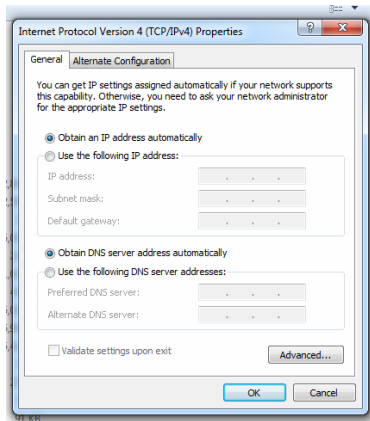 Internet Protocol Version 4 (TCP/IPv4) Properties
General
Alternate Configuration
You can get IP settings assigned automatically if your network supports
this capability. Otherwise, you need to ask your network administrator
for the appropriate IP settings.
Obtain an IP address automatically
Use the following IP address:
IP address:
Subnet mask:
Default gateway:
Obtain DNS server address automatically
Use the following DNS server addresses:
Preferred DNS server:
Alternate DNS server:
Validate settings upon exit
Advanced...
OK
Cancel